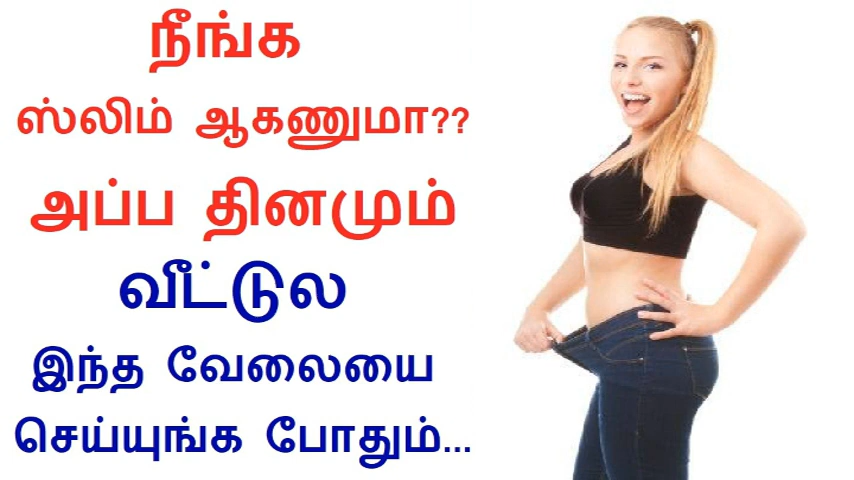 நீங்க
ஸ்லிம் ஆகணுமா??
அப்ப தினமும்
வீட்டுல
இந்த வேலையை
செய்யுங்க போதும்...